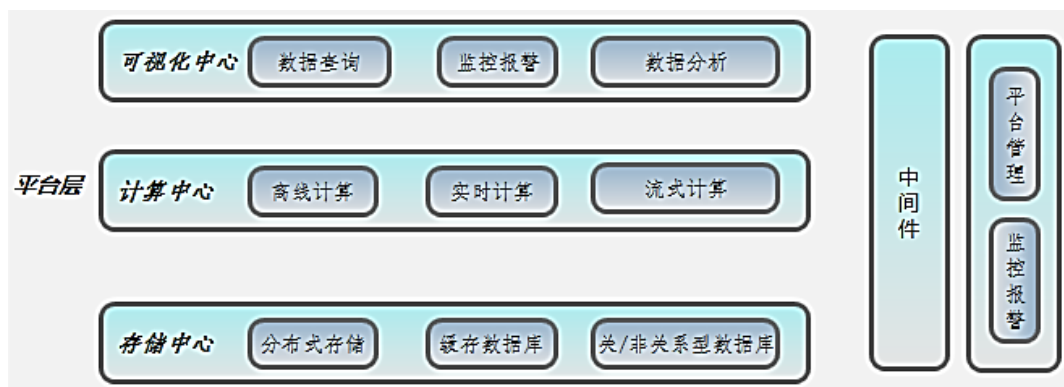 可视化中心 数据查询 监控报警 数据分析
平台层
计算中心 离线计算 实时计算 流式计算
存储中心 分布式存储 缓存数据库 关/非关系型数据库
中间件
平台管理
监控报警